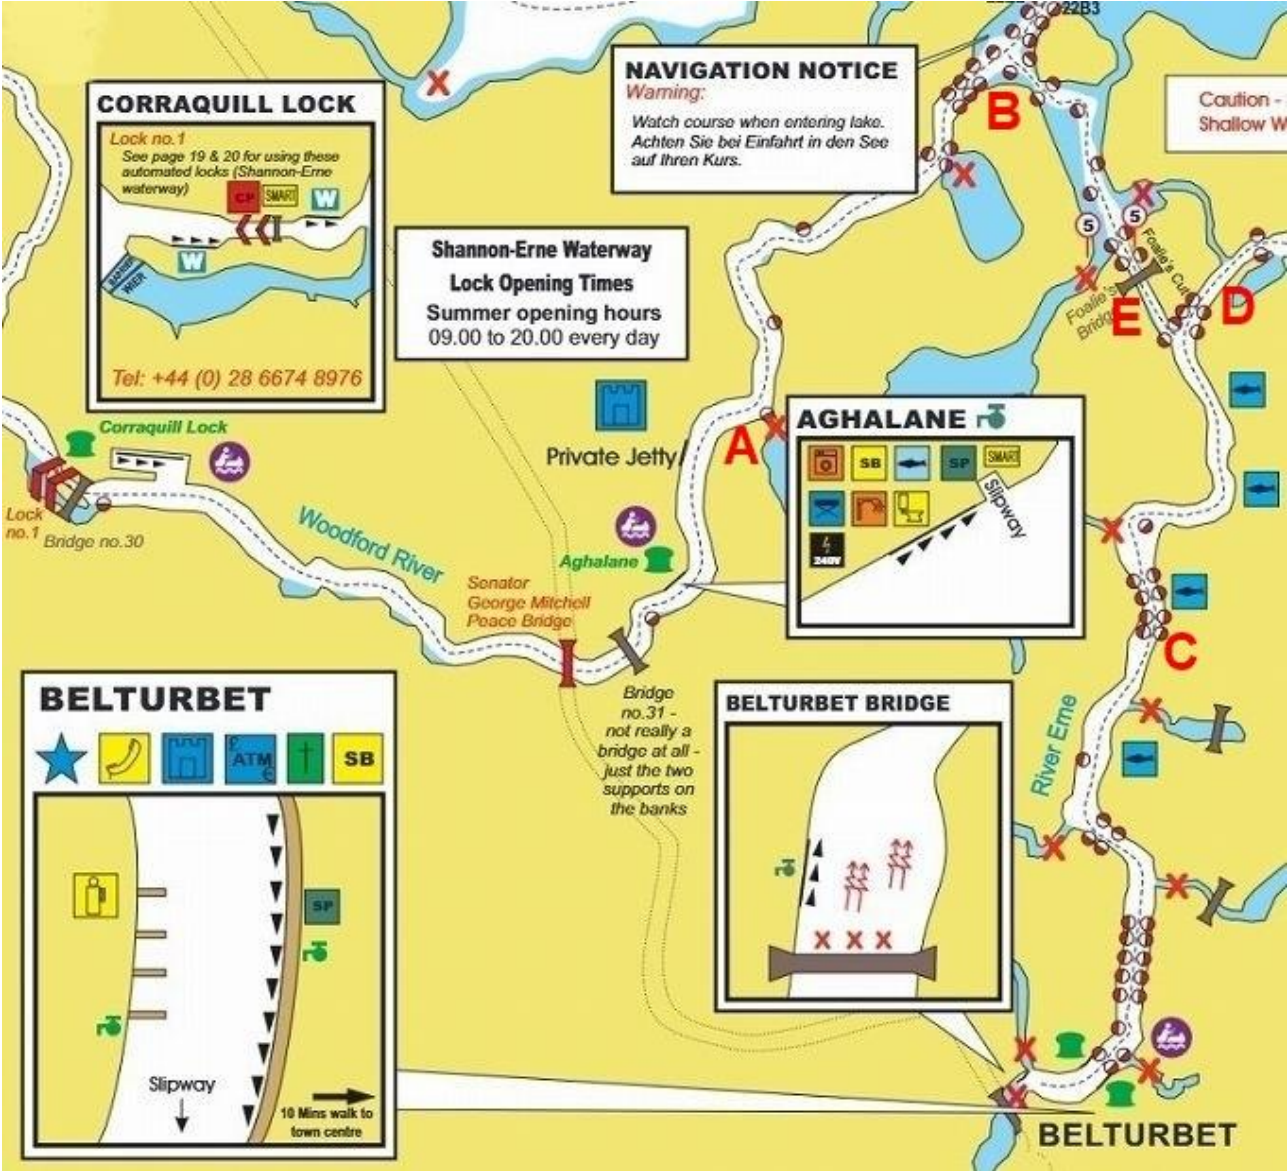 22B3
CORRAQUILL LOCK
Lock no.1
See page 19 & 20 for using these
automated locks (Shannon-Erne
waterway)
CP
SMART
W
W
BARRIER
WIER
Tel: +44 (0) 28 6674 8976
NAVIGATION NOTICE
Warning:
Watch course when entering lake.
Achten Sie bei Einfahrt in den See
auf Ihren Kurs.
B
Caution -
Shallow W
Shannon-Erne Waterway
Lock Opening Times
Summer opening hours
09.00 to 20.00 every day
5
5
Foalie's Cut
Foalie's
Bridge
E
D
Corraquill Lock
Lock
no.1
Bridge no.30
Private Jetty
A
AGHALANE
SB
SP
SMART
240V
Slipway
Woodford River
Aghalane
Senator
George Mitchell
Peace Bridge
C
Bridge
no.31 -
not really a
bridge at all -
just the two
supports on
the banks
River Erne
BELTURBET
£
ATM
€
SB
SP
Slipway
10 Mins walk to
town centre
BELTURBET BRIDGE
BELTURBET